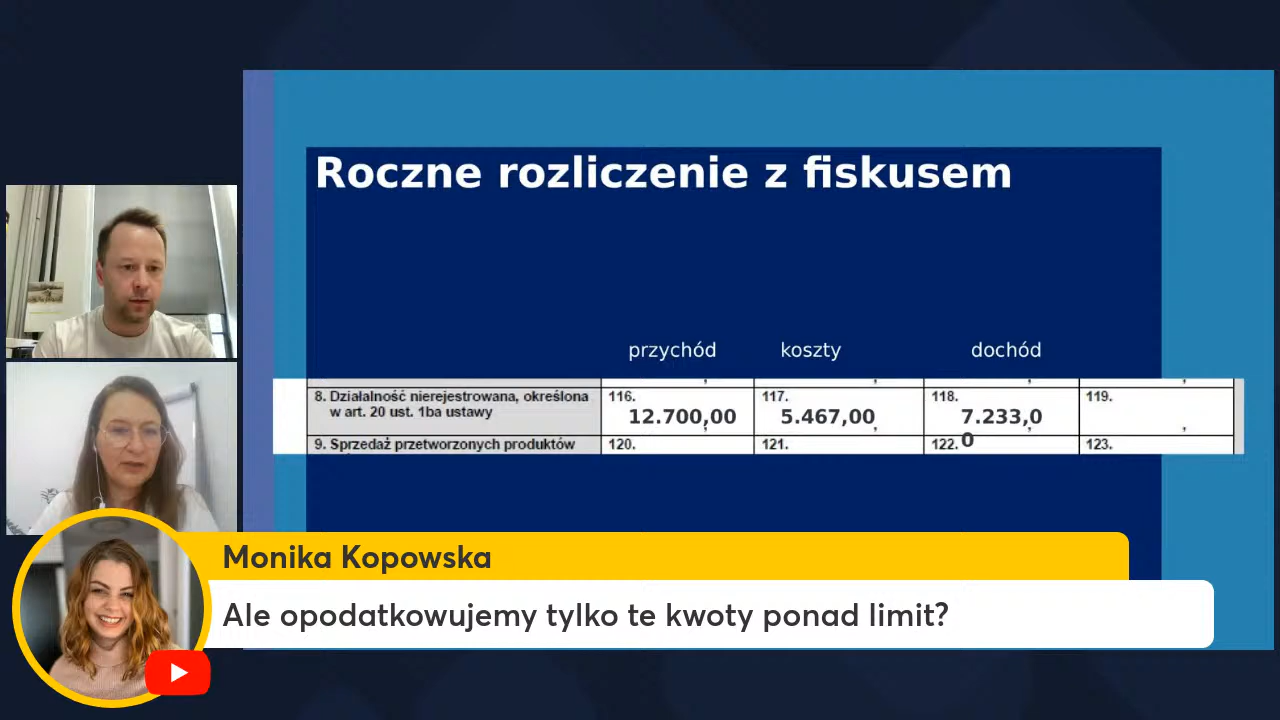 Roczne rozliczenie z fiskusem
przychód koszty dochód
8. Działalność nierejestrowana, określona 116. 117. 118. 119.
w art. 20 ust. 1ba ustawy 12.700,00 5.467,00 7.233,0
0
9. Sprzedaż przetworzonych produktów 120. 121. 122. 123.
Monika Kopowska
Ale opodatkowujemy tylko te kwoty ponad limit?